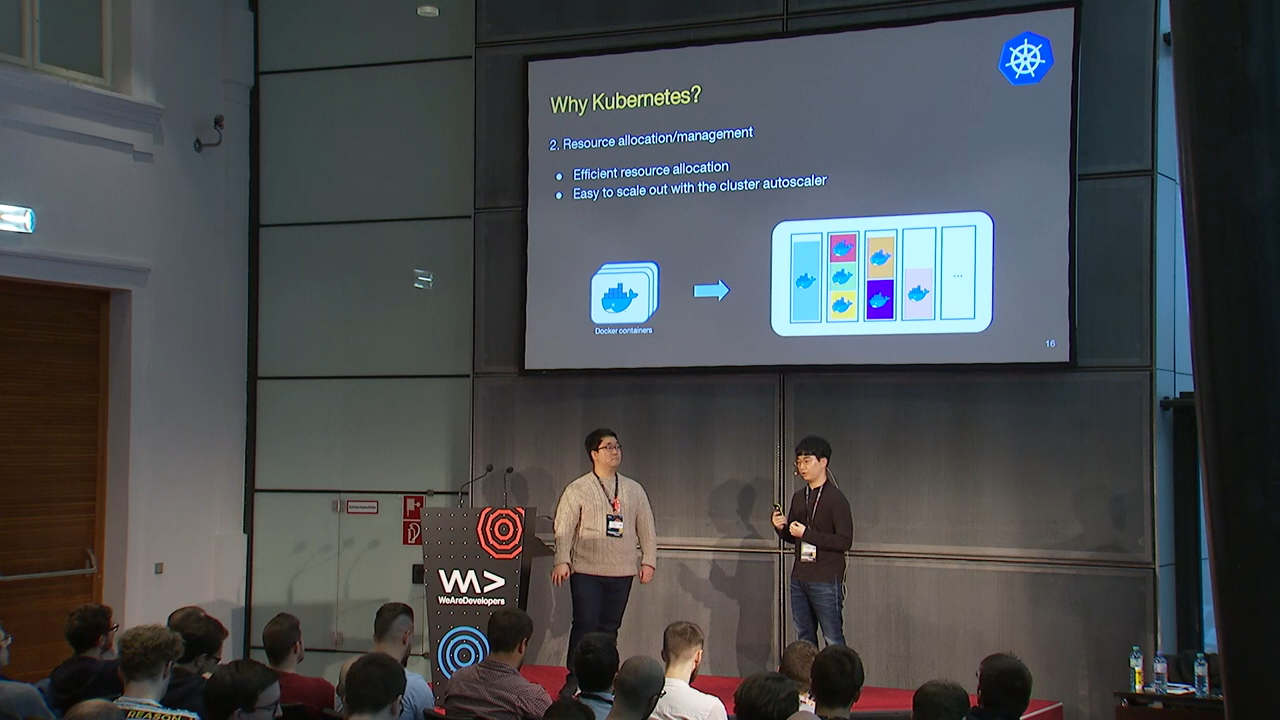 Why Kubernetes?
2. Resource allocation/management
● Efficient resource allocation
● Easy to scale out with the cluster autoscaler
...
Docker containers
16
WeAreDevelopers
REASON